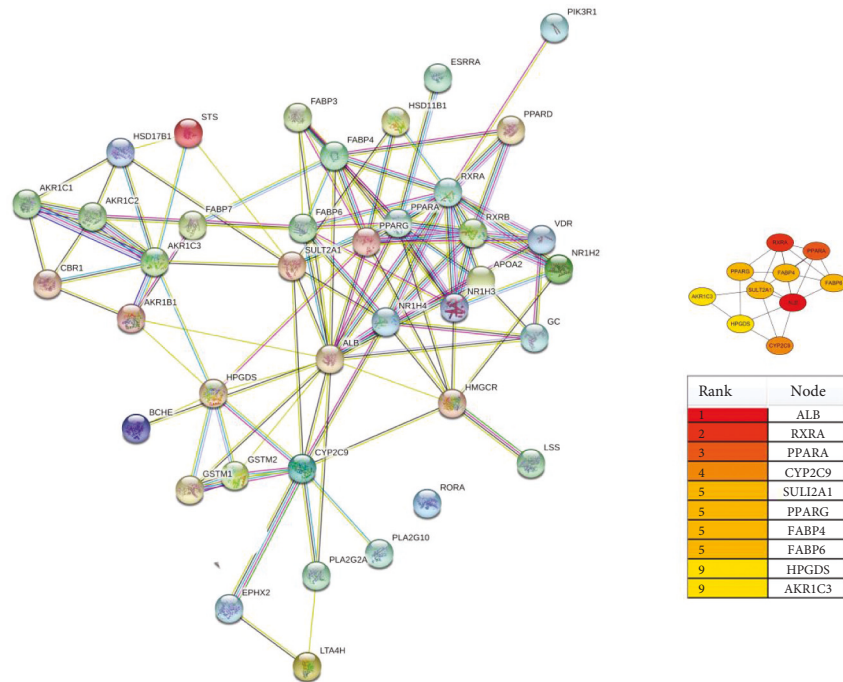 PIK3R1
ESRRA
FABP3
HSD11B1
STS
PPARD
HSD17B1
FABP4
RXRA
AKR1C1
AKR1C2
FABP7
FABP6
PPARA
RXRB
VDR
PPARG
AKR1C3
SULT2A1
NR1H2
CBR1
APOA2
AKR1B1
NR1H3
NR1H4
GC
ALB
HPGDS
HMGCR
BCHE
CYP2C9
LSS
GSTM2
GSTM1
RORA
PLA2G10
PLA2G2A
EPHX2
LTA4H
RXRA
PPARA
PPARG
FABP4
FABP6
SULT2A1
AKR1C3
ALB
HPGDS
CYP2C9
Rank Node
1 ALB
2 RXRA
3 PPARA
4 CYP2C9
5 SULI2A1
5 PPARG
5 FABP4
5 FABP6
9 HPGDS
9 AKR1C3